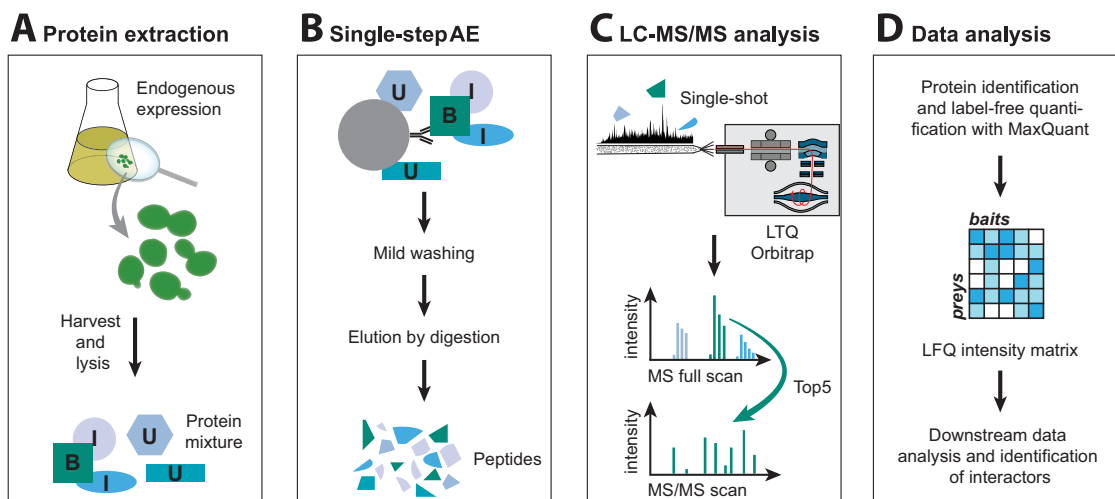 A Protein extraction
Endogenous
expression
Harvest
and
lysis
Protein
mixture
I
U
B
I
U
B Single-step AE
U
I
B
I
U
Mild washing
Elution by digestion
Peptides
C LC-MS/MS analysis
Single-shot
LTQ
Orbitrap
intensity
MS full scan
Top5
intensity
MS/MS scan
D Data analysis
Protein identification
and label-free quanti-
fication with MaxQuant
baits
preys
LFQ intensity matrix
Downstream data
analysis and identification
of interactors